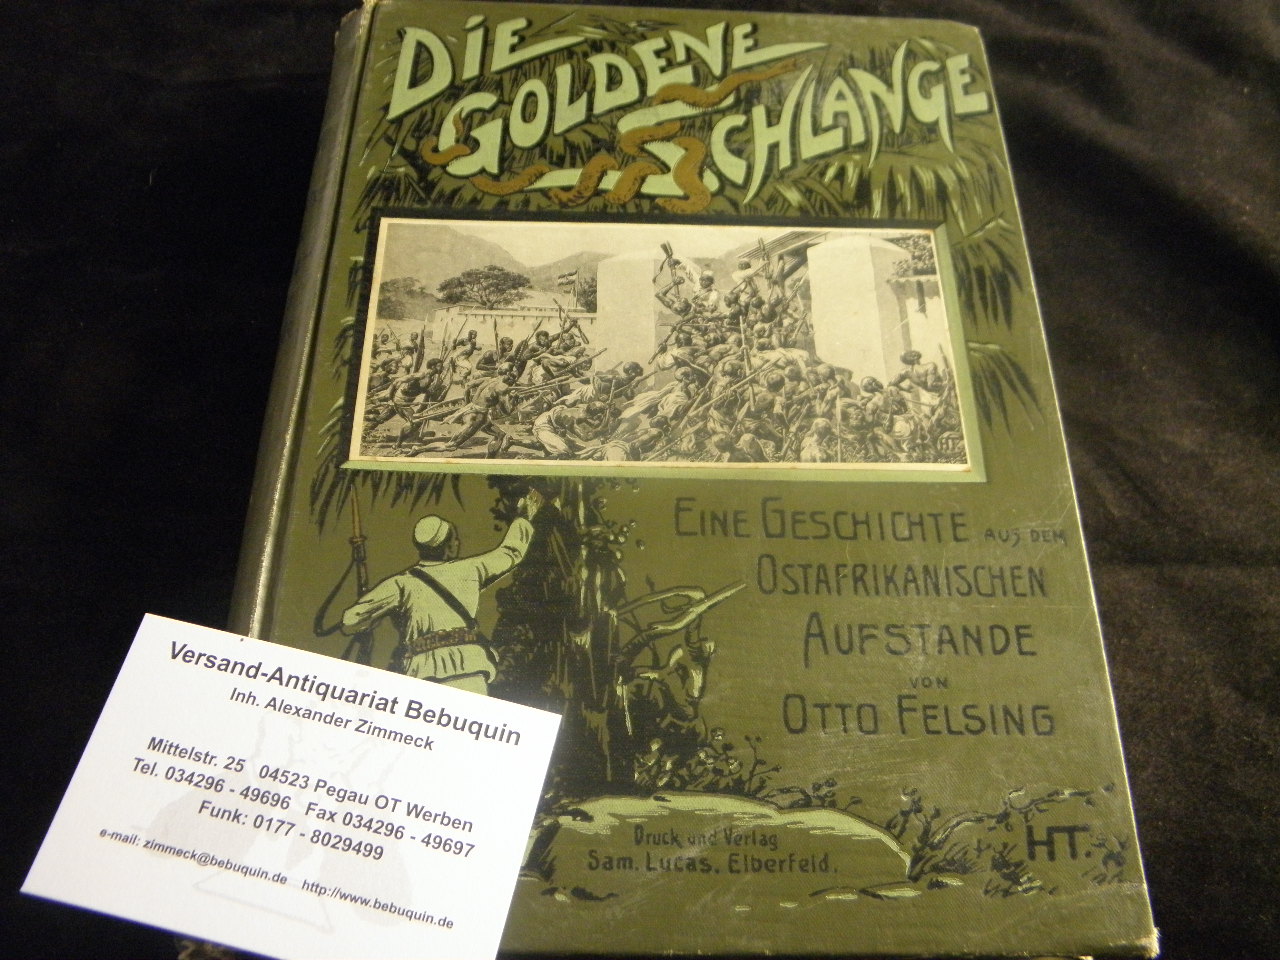 DIE
GOLDENE
SCHLANGE
EINE GESCHICHTE AUS DEM
OSTAFRIKANISCHEN
AUFSTANDE
VON
OTTO FELSING
Druck und Verlag
Sam. Lucas. Elberfeld.
HT.
Versand-Antiquariat Bebuquin
Inh. Alexander Zimmeck
Mittelstr. 25 04523 Pegau OT Werben
Tel. 034296 - 49696 Fax 034296 - 49697
Funk: 0177 - 8029499
e-mail: zimmeck@bebuquin.de http://www.bebuquin.de